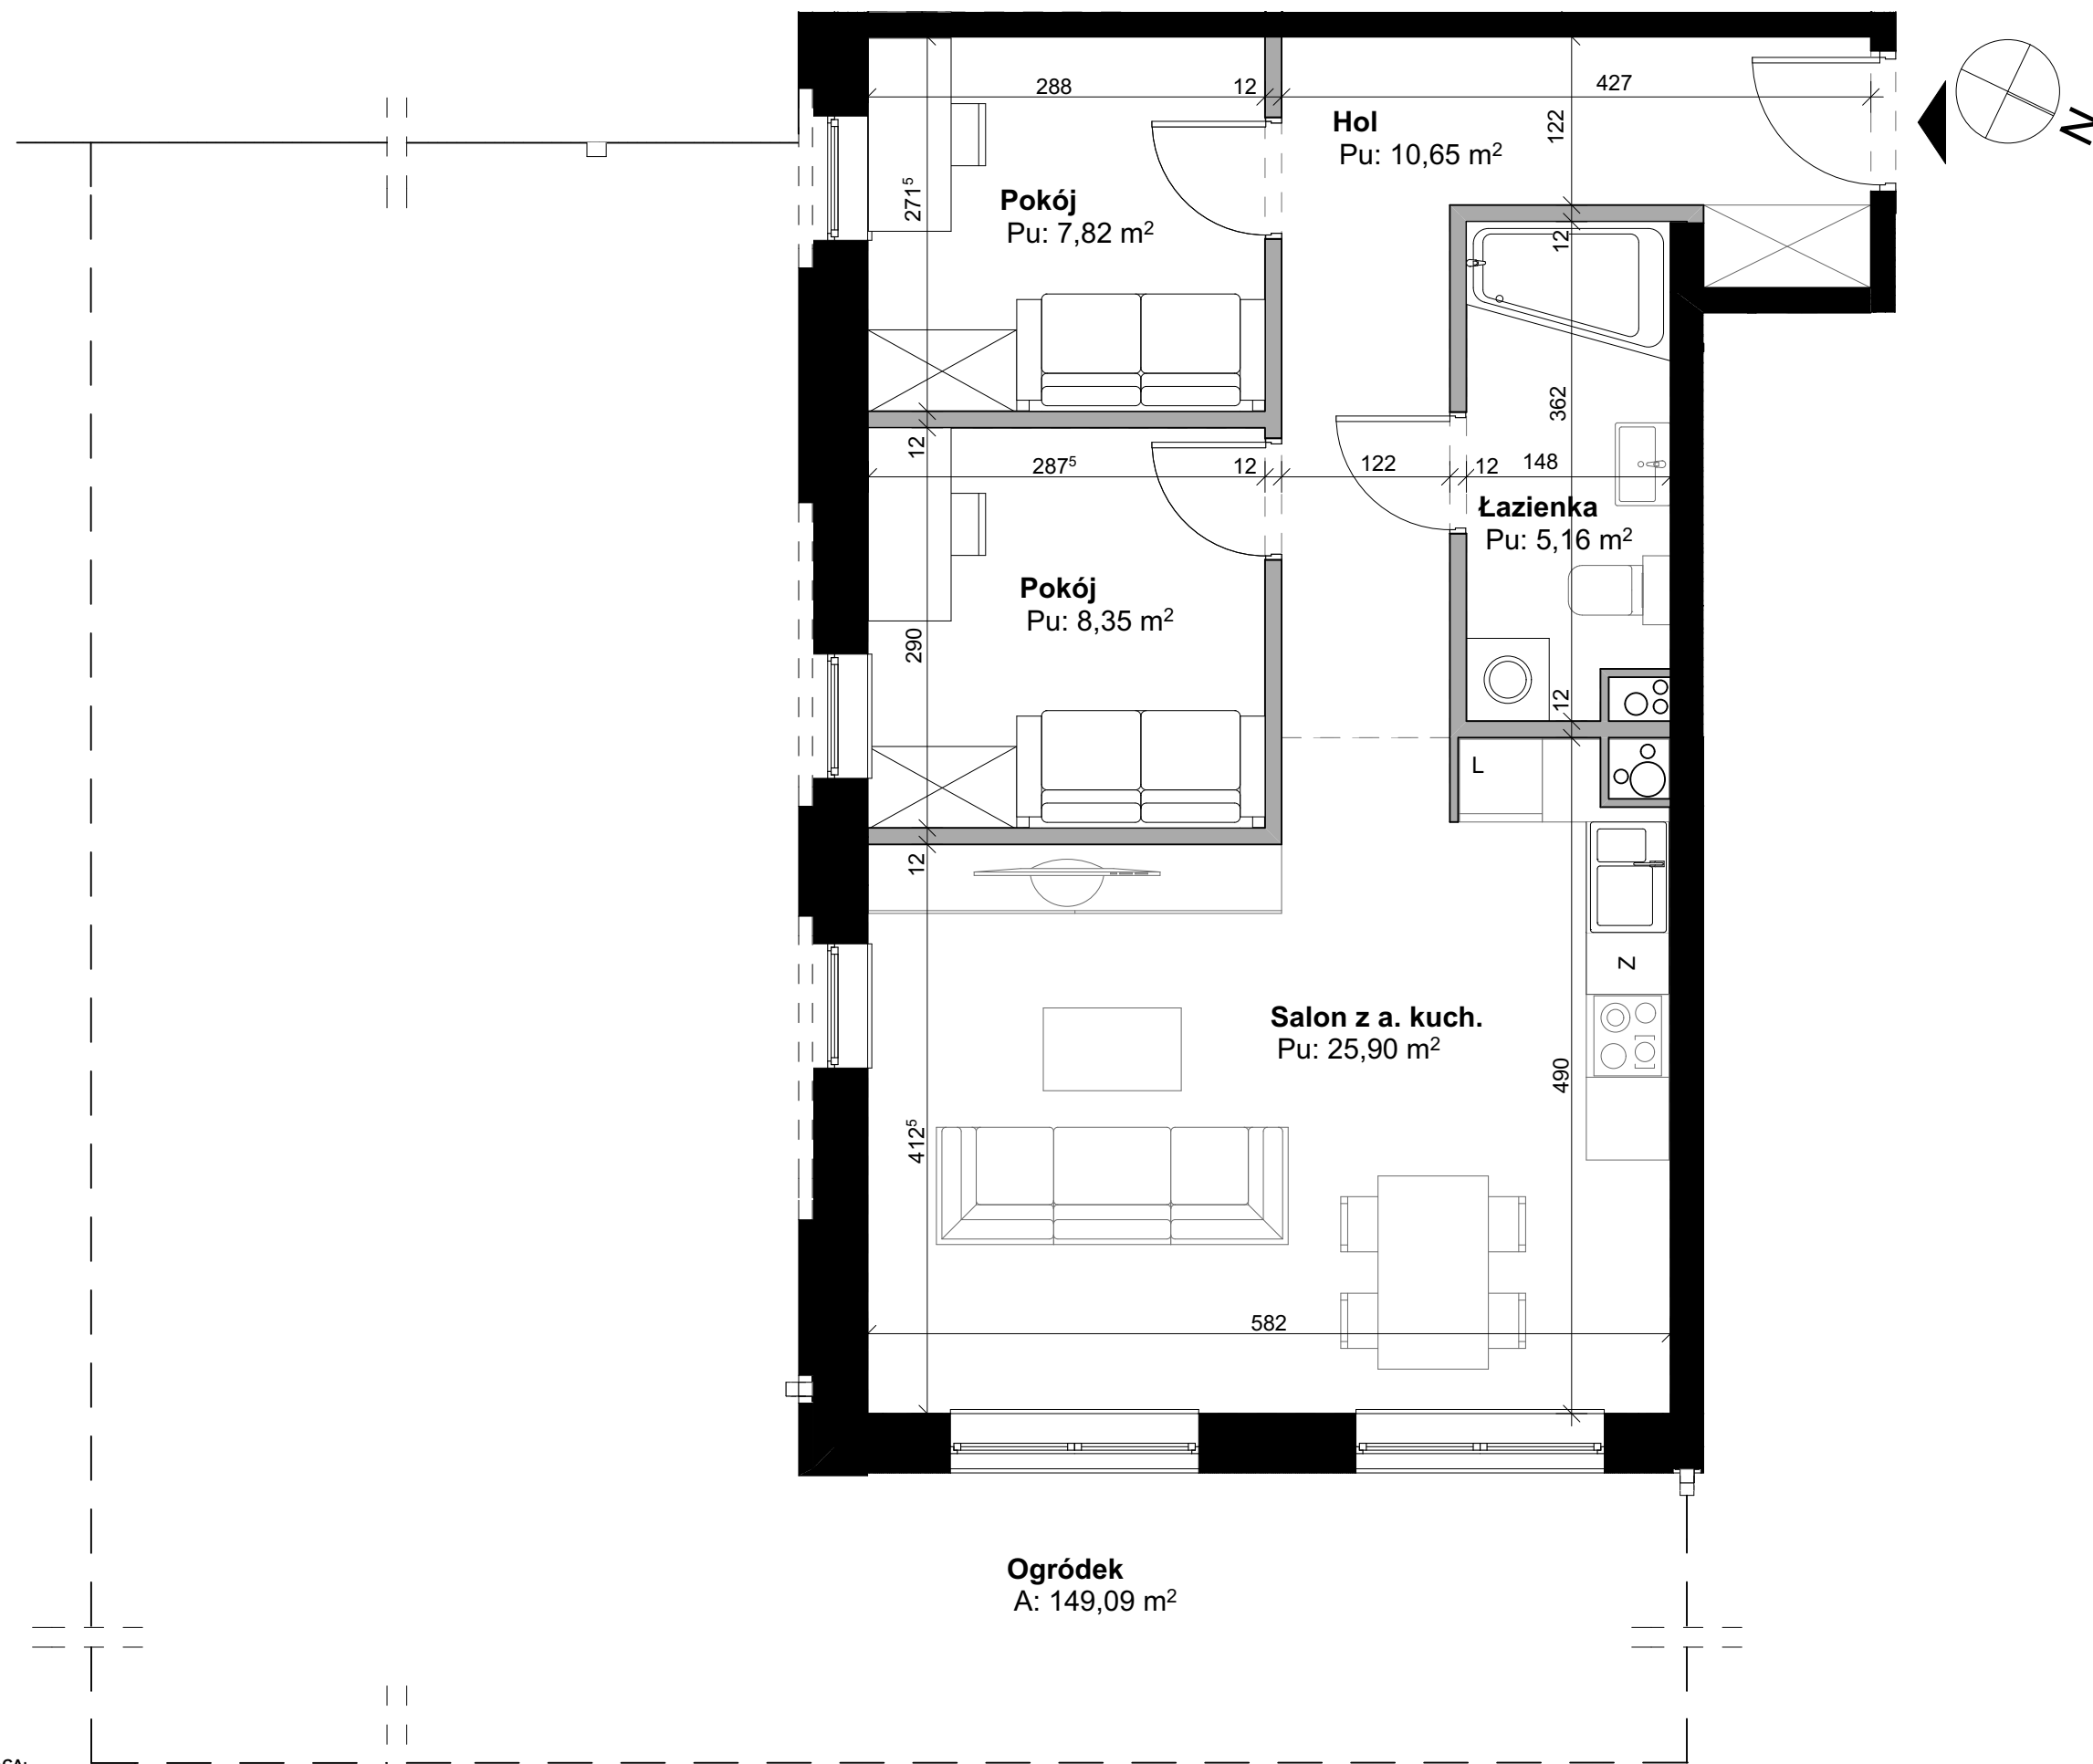 288
12
427
N
Hol
Pu: 10,65 m²
122
271⁵
Pokój
Pu: 7,82 m²
12
362
12
287⁵
12
122
12
148
Łazienka
Pu: 5,16 m²
Pokój
Pu: 8,35 m²
290
12
L
12
Z
Salon z a. kuch.
Pu: 25,90 m²
490
412⁵
582
Ogródek
A: 149,09 m²